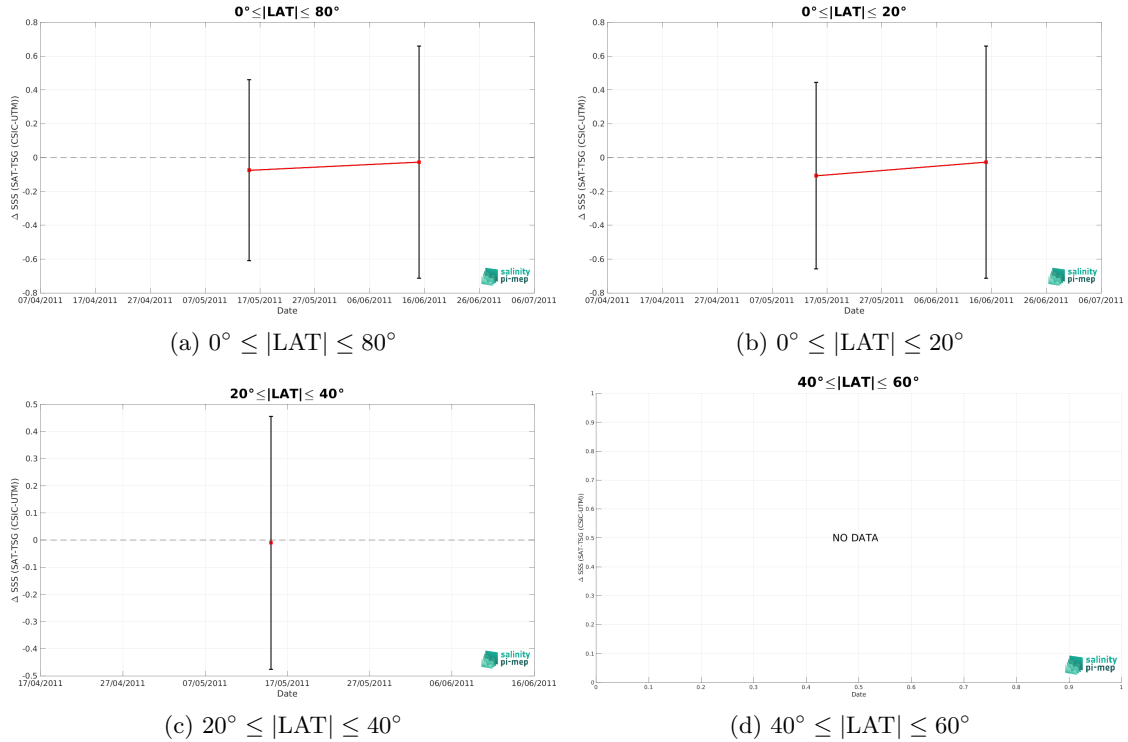 0°≤|LAT|≤ 80°
0.8
0.6
0.4
0.2
0
-0.2
-0.4
-0.6
-0.8
Δ SSS (SAT-TSG (CSIC-UTM))
07/04/2011 17/04/2011 27/04/2011 07/05/2011 17/05/2011 27/05/2011 06/06/2011 16/06/2011 26/06/2011 06/07/2011
Date
salinity
pi-mep
(a) 0° ≤ |LAT| ≤ 80°
0°≤|LAT|≤ 20°
0.8
0.6
0.4
0.2
0
-0.2
-0.4
-0.6
-0.8
Δ SSS (SAT-TSG (CSIC-UTM))
07/04/2011 17/04/2011 27/04/2011 07/05/2011 17/05/2011 27/05/2011 06/06/2011 16/06/2011 26/06/2011 06/07/2011
Date
salinity
pi-mep
(b) 0° ≤ |LAT| ≤ 20°
20°≤|LAT|≤ 40°
0.5
0.4
0.3
0.2
0.1
0
-0.1
-0.2
-0.3
-0.4
-0.5
Δ SSS (SAT-TSG (CSIC-UTM))
17/04/2011 27/04/2011 07/05/2011 17/05/2011 27/05/2011 06/06/2011 16/06/2011
Date
salinity
pi-mep
(c) 20° ≤ |LAT| ≤ 40°
40°≤|LAT|≤ 60°
1
0.9
0.8
0.7
0.6
0.5
0.4
0.3
0.2
0.1
0
Δ SSS (SAT-TSG (CSIC-UTM))
NO DATA
0 0.1 0.2 0.3 0.4 0.5 0.6 0.7 0.8 0.9 1
Date
salinity
pi-mep
(d) 40° ≤ |LAT| ≤ 60°